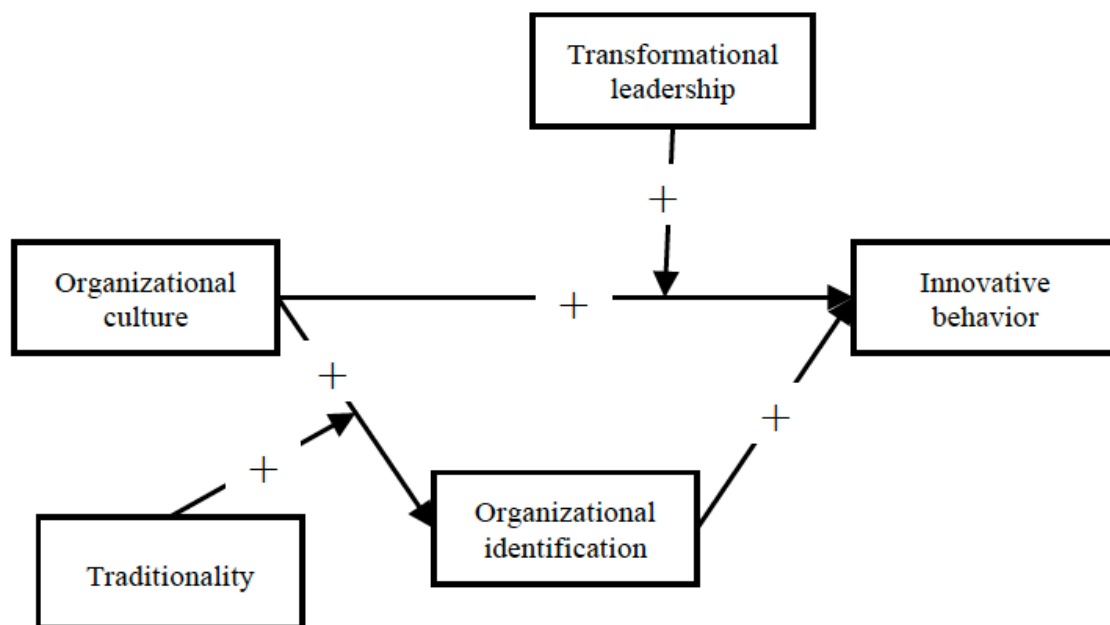 Transformational
leadership
+
Organizational
culture
+
Innovative
behavior
+
+
+
Organizational
identification
Traditionality